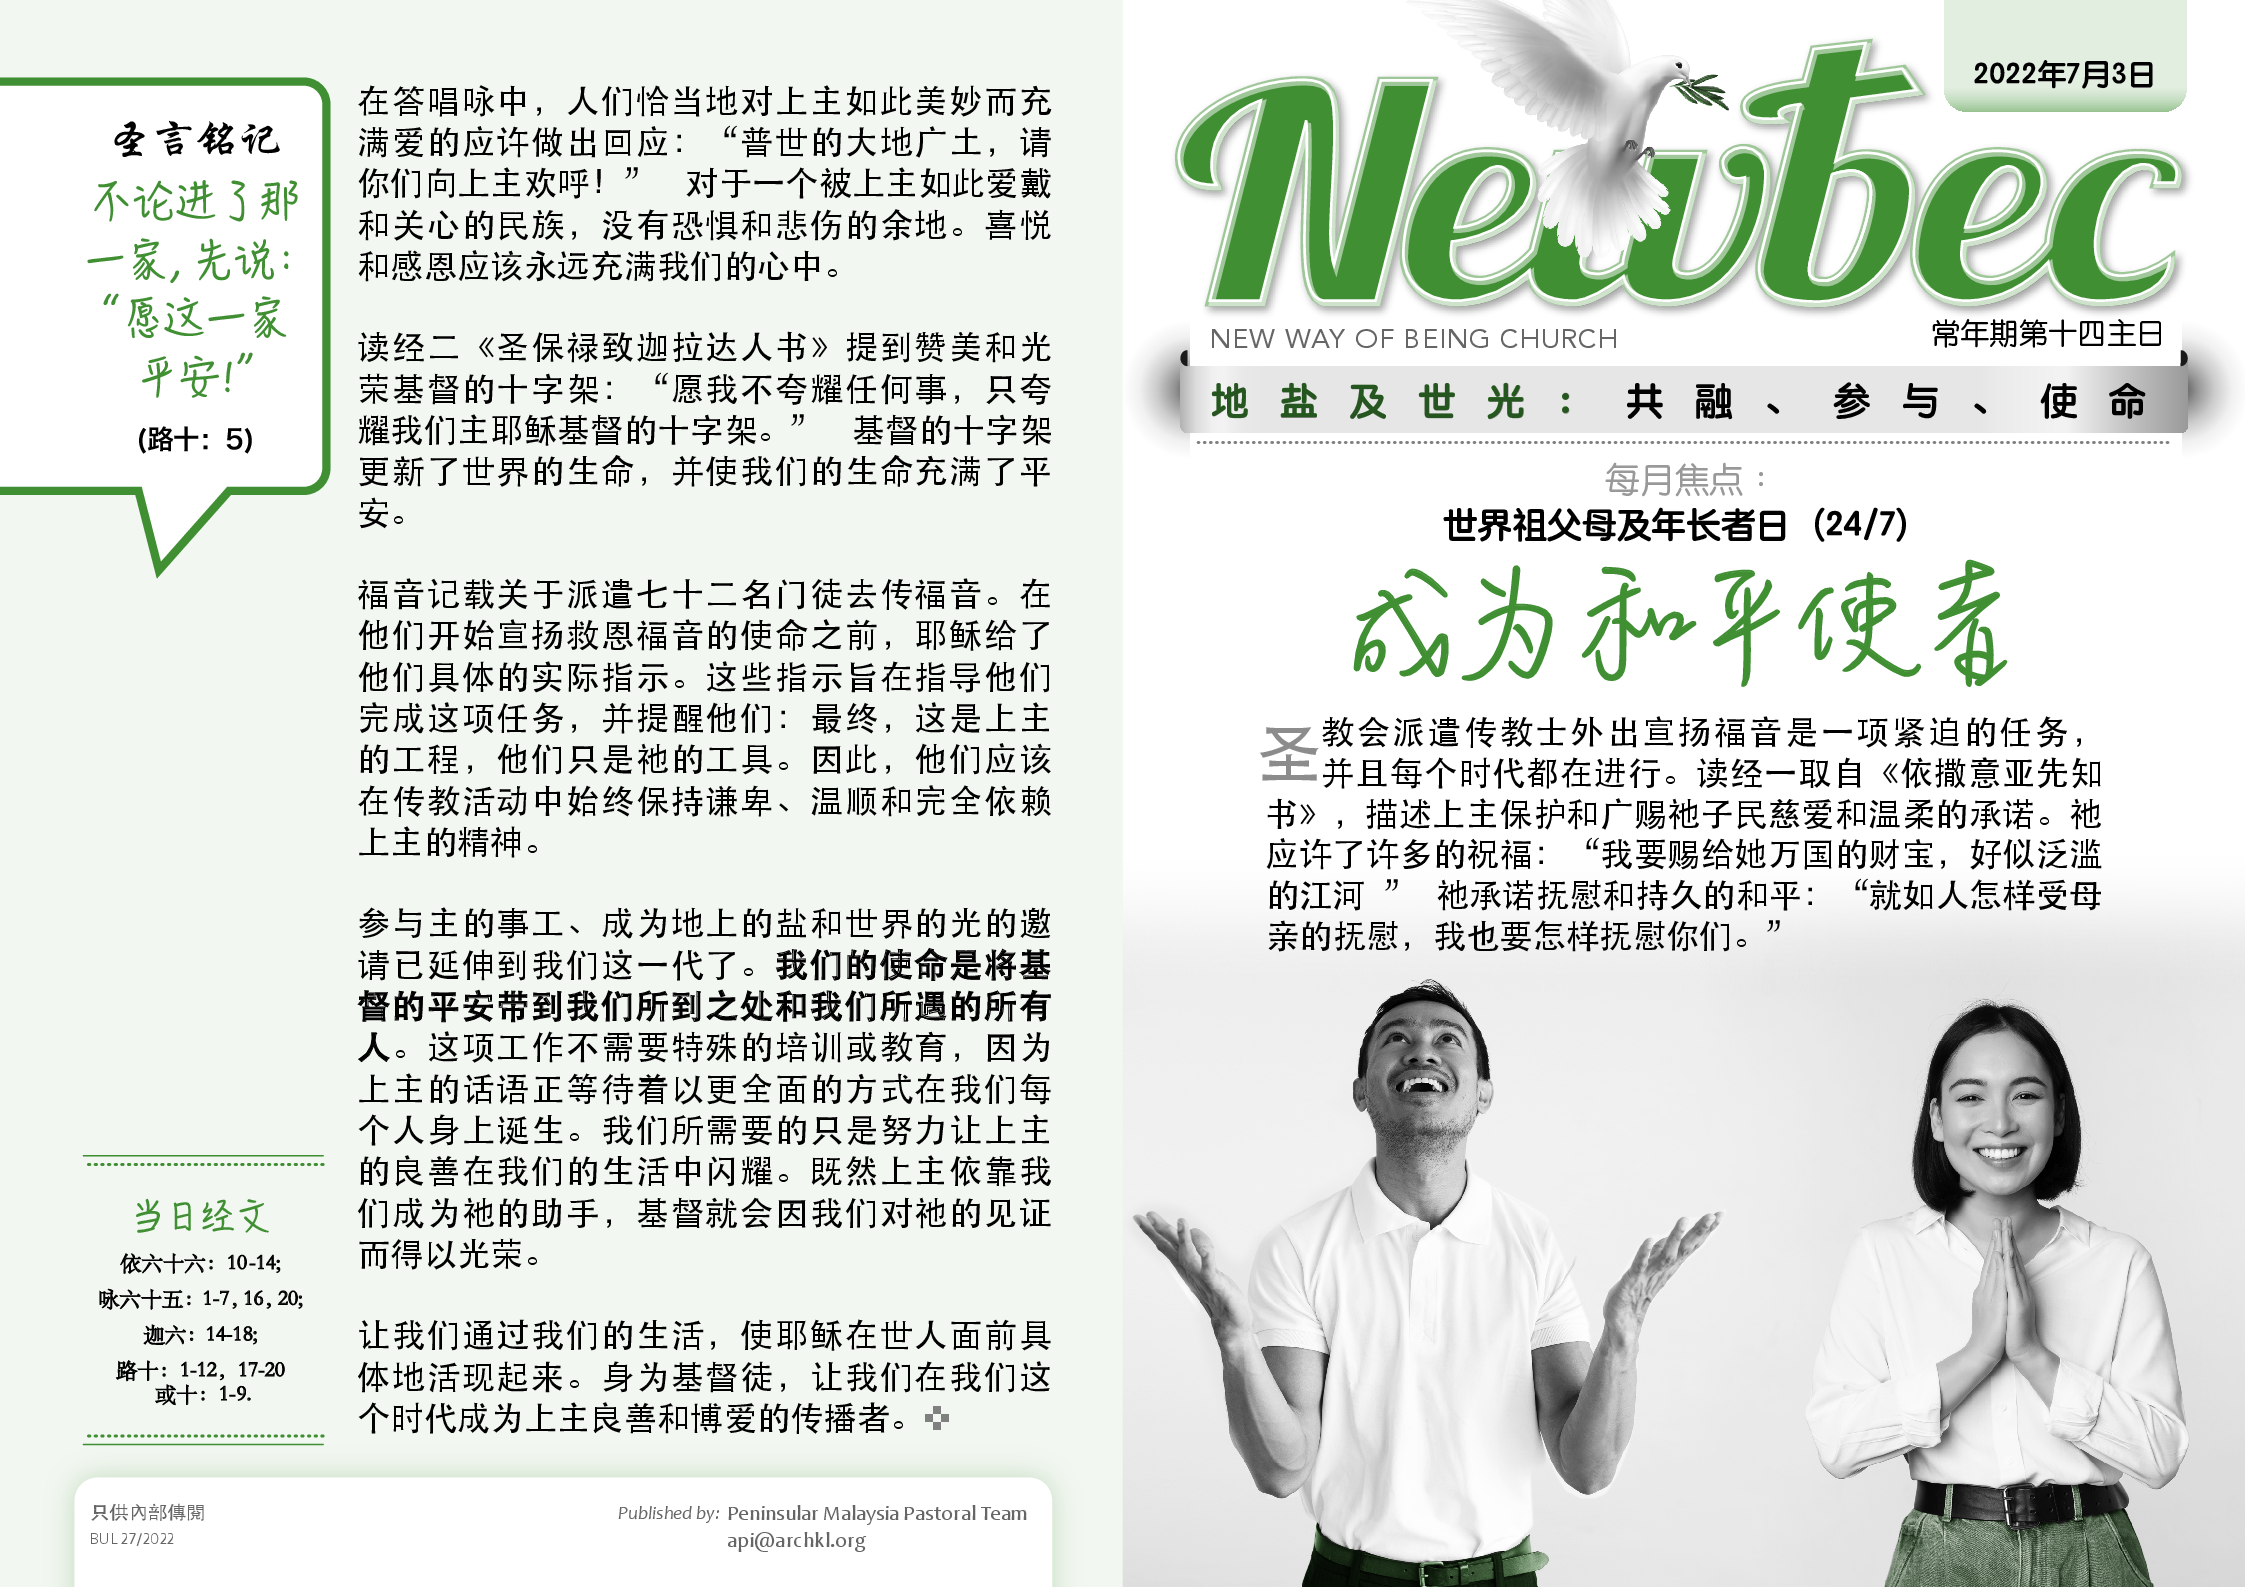 圣言铭记
不论进了那
一家，先说：
“愿这一家
平安！”
(路十：5)
当日经文
依六十六：10-14;
咏六十五：1-7, 16, 20;
迦六：14-18;
路十：1-12，17-20
或十：1-9.
在答唱咏中，人们恰当地对上主如此美妙而充
满爱的应许做出回应：“普世的大地广土，请
你们向上主欢呼！” 对于一个被上主如此爱戴
和关心的民族，没有恐惧和悲伤的余地。喜悦
和感恩应该永远充满我们的心中。
读经二《圣保禄致迦拉达人书》提到赞美和光
荣基督的十字架：“愿我不夸耀任何事，只夸
耀我们主耶稣基督的十字架。” 基督的十字架
更新了世界的生命，并使我们的生命充满了平
安。
福音记载关于派遣七十二名门徒去传福音。在
他们开始宣扬救恩福音的使命之前，耶稣给了
他们具体的实际指示。这些指示旨在指导他们
完成这项任务，并提醒他们：最终，这是上主
的工程，他们只是祂的工具。因此，他们应该
在传教活动中始终保持谦卑、温顺和完全依赖
上主的精神。
参与主的事工、成为地上的盐和世界的光的邀
请已延伸到我们这一代了。我们的使命是将基
督的平安带到我们所到之处和我们所遇的所有
人。这项工作不需要特殊的培训或教育，因为
上主的话语正等待着以更全面的方式在我们每
个人身上诞生。我们所需要的只是努力让上主
的良善在我们的生活中闪耀。既然上主依靠我
们成为祂的助手，基督就会因我们对祂的见证
而得以光荣。
让我们通过我们的生活，使耶稣在世人面前具
体地活现起来。身为基督徒，让我们在我们这
个时代成为上主良善和博爱的传播者。
只供內部傳閱
BUL 27/2022
Published by: Peninsular Malaysia Pastoral Team
api@archkl.org
2022年7月3日
Newbec
NEW WAY OF BEING CHURCH
常年期第十四主日
地盐及世光：共融、参与、使命
每月焦点：
世界祖父母及年长者日（24/7）
成为和平使者
圣教会派遣传教士外出宣扬福音是一项紧迫的任务，
并且每个时代都在进行。读经一取自《依撒意亚先知
书》，描述上主保护和广赐祂子民慈爱和温柔的承诺。祂
应许了许多的祝福：“我要赐给她万国的财宝，好似泛滥
的江河 ” 祂承诺抚慰和持久的和平：“就如人怎样受母
亲的抚慰，我也要怎样抚慰你们。”